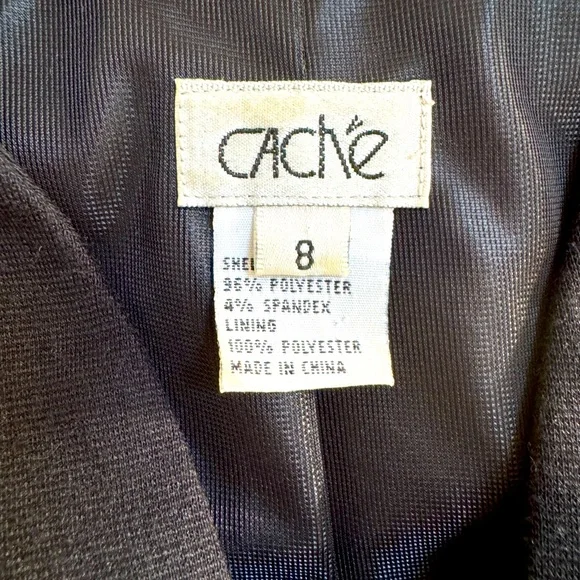 CACHÉ
8
SHEL
96% POLYESTER
4% SPANDEX
LINING
100% POLYESTER
MADE IN CHINA